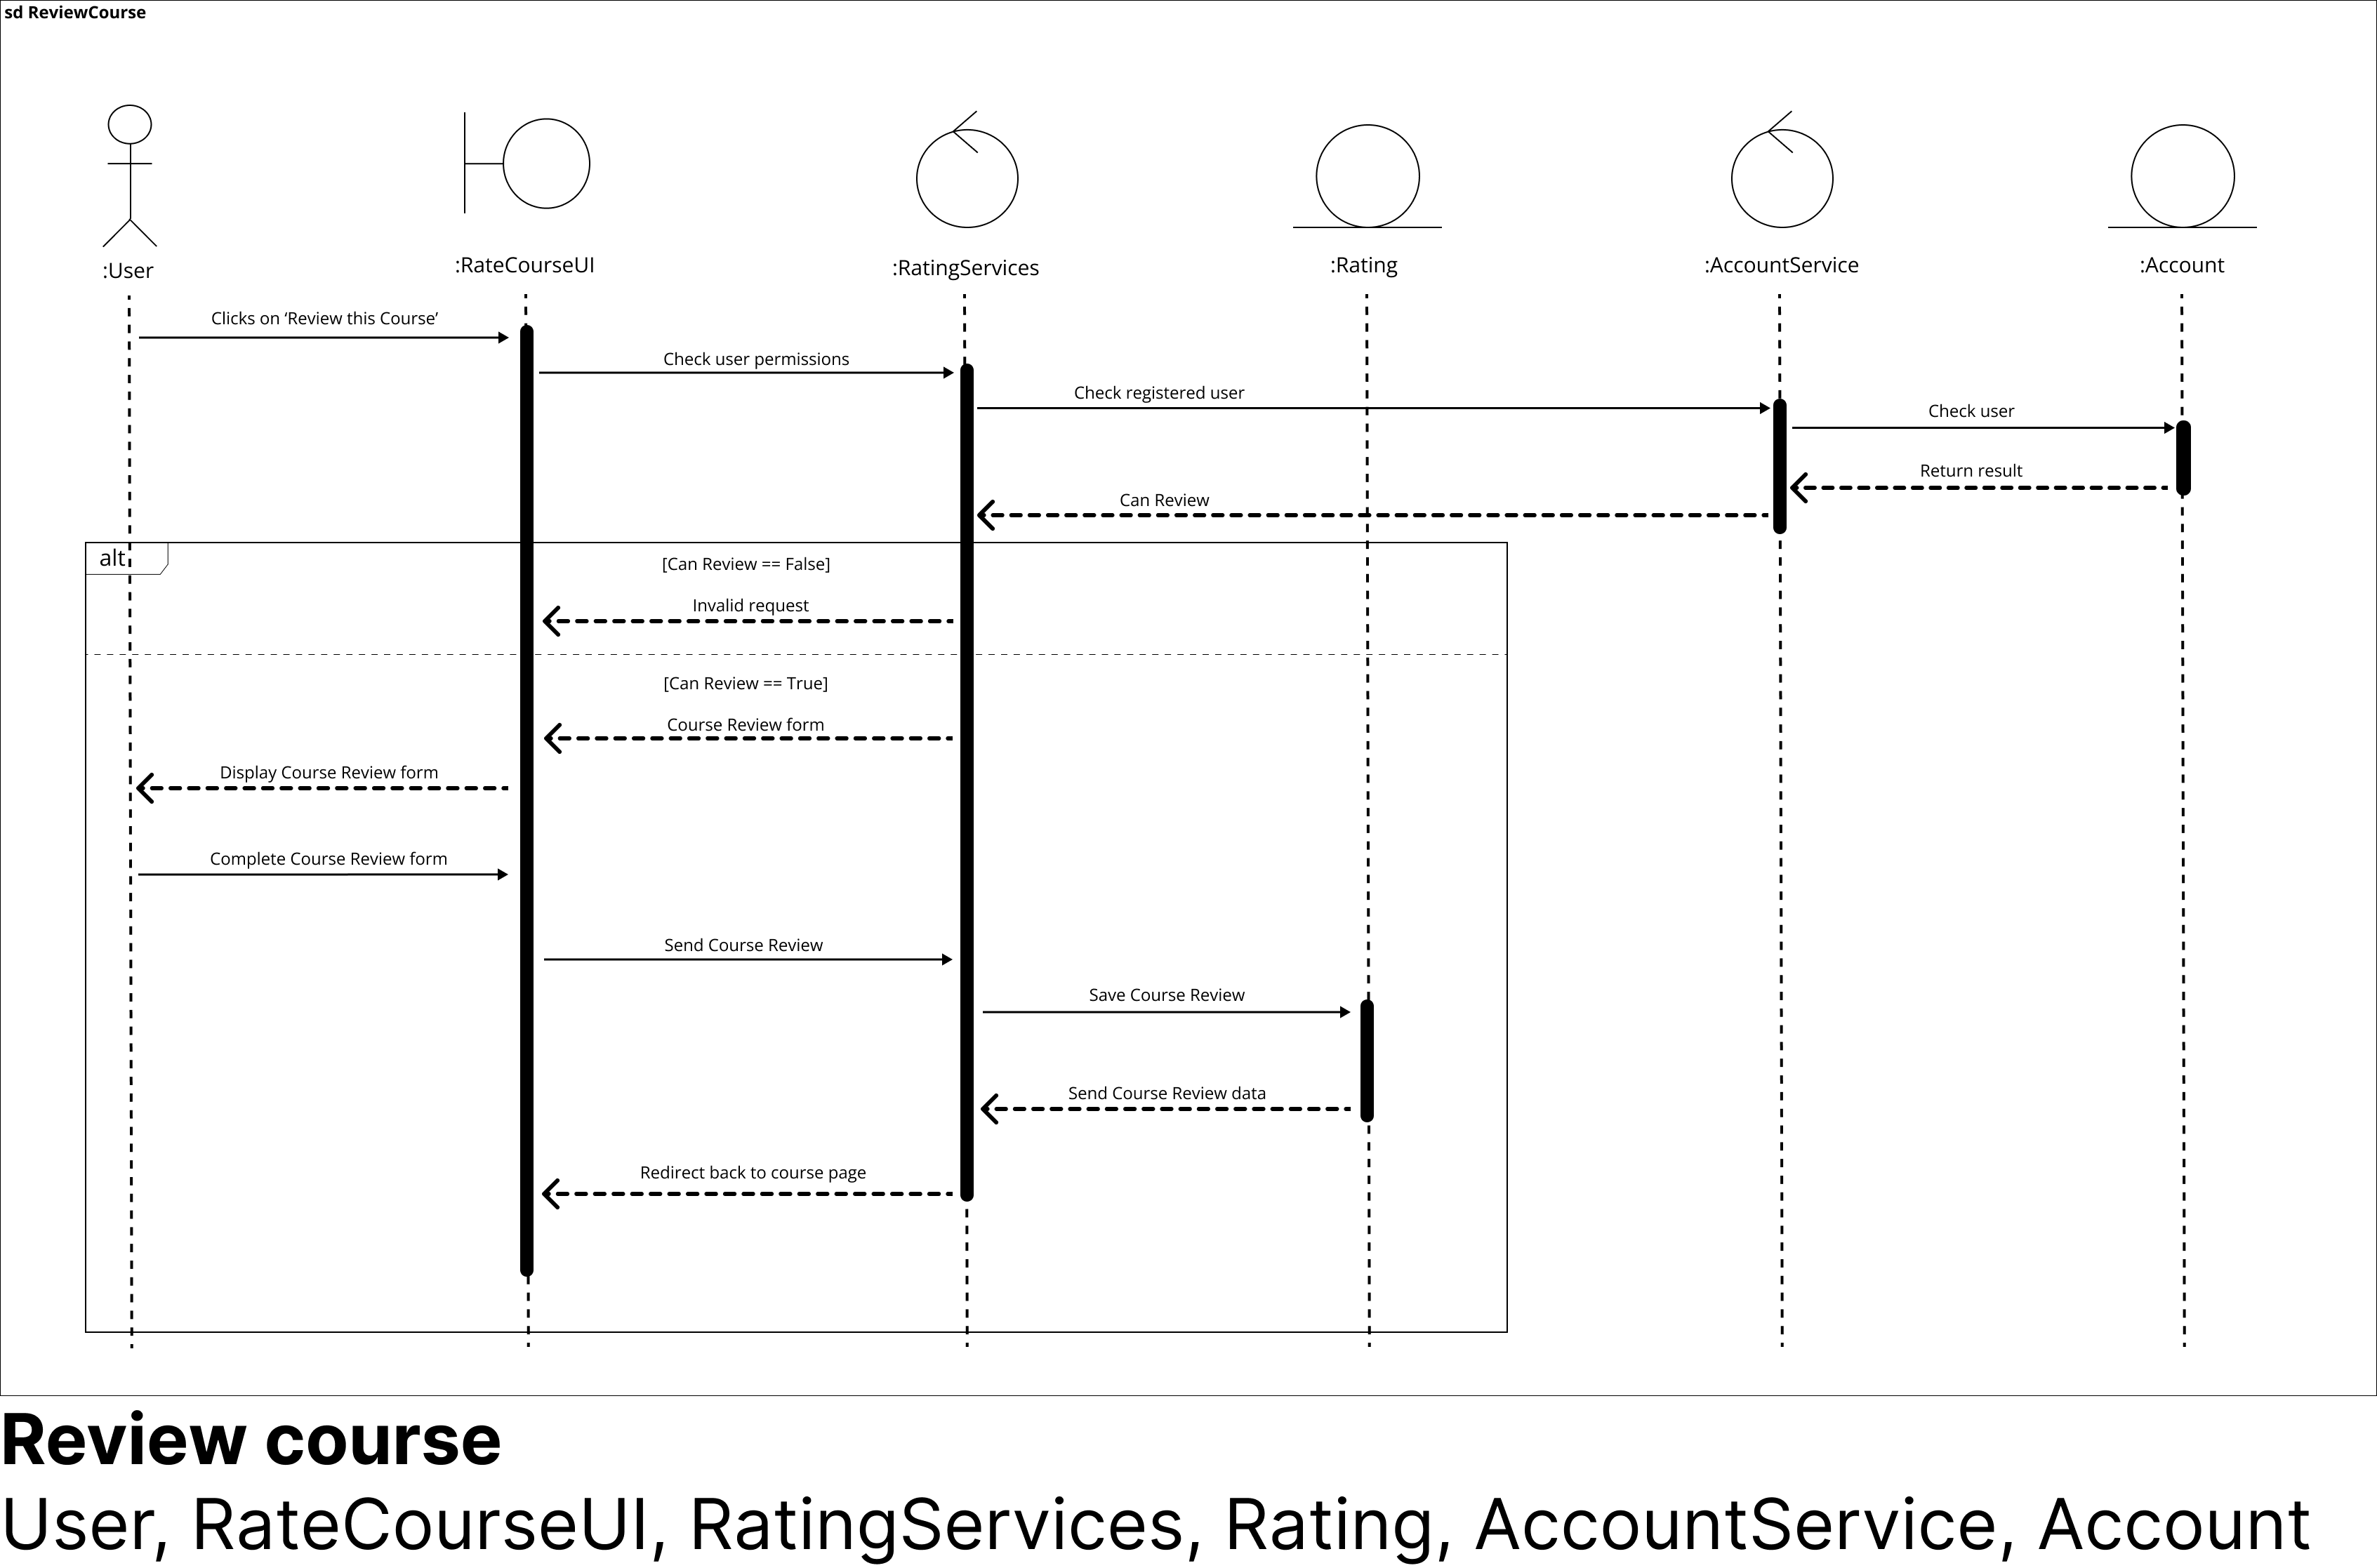 sd ReviewCourse
:User
:RateCourseUI
:RatingServices
:Rating
:AccountService
:Account
Clicks on ‘Review this Course’
Check user permissions
Check registered user
Check user
Return result
Can Review
alt
[Can Review == False]
Invalid request
[Can Review == True]
Course Review form
Display Course Review form
Complete Course Review form
Send Course Review
Save Course Review
Send Course Review data
Redirect back to course page
Review course
User, RateCourseUI, RatingServices, Rating, AccountService, Account